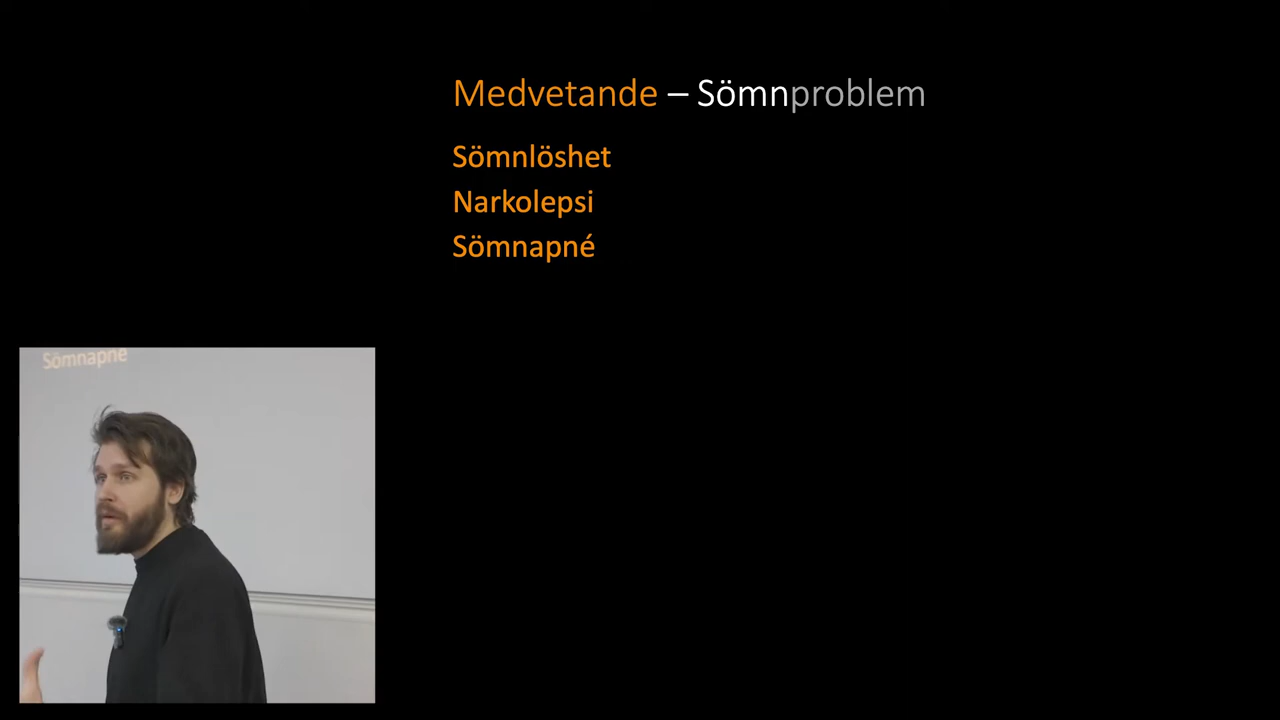 Medvetande – Sömnproblem
Sömnlöshet
Narkolepsi
Sömnapné
Sömnapné